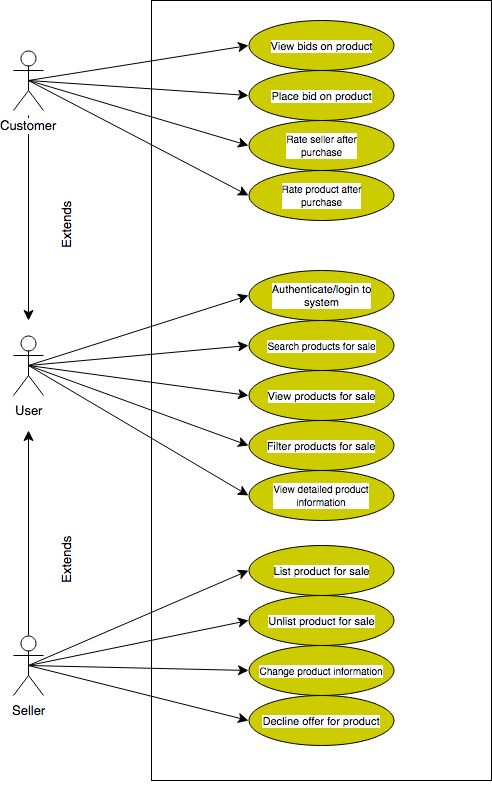 View bids on product
Place bid on product
Customer
Rate seller after
purchase
Rate product after
purchase
Extends
Authenticate/login to
system
Search products for sale
View products for sale
User
Filter products for sale
View detailed product
information
Extends
List product for sale
Unlist product for sale
Change product information
Seller
Decline offer for product